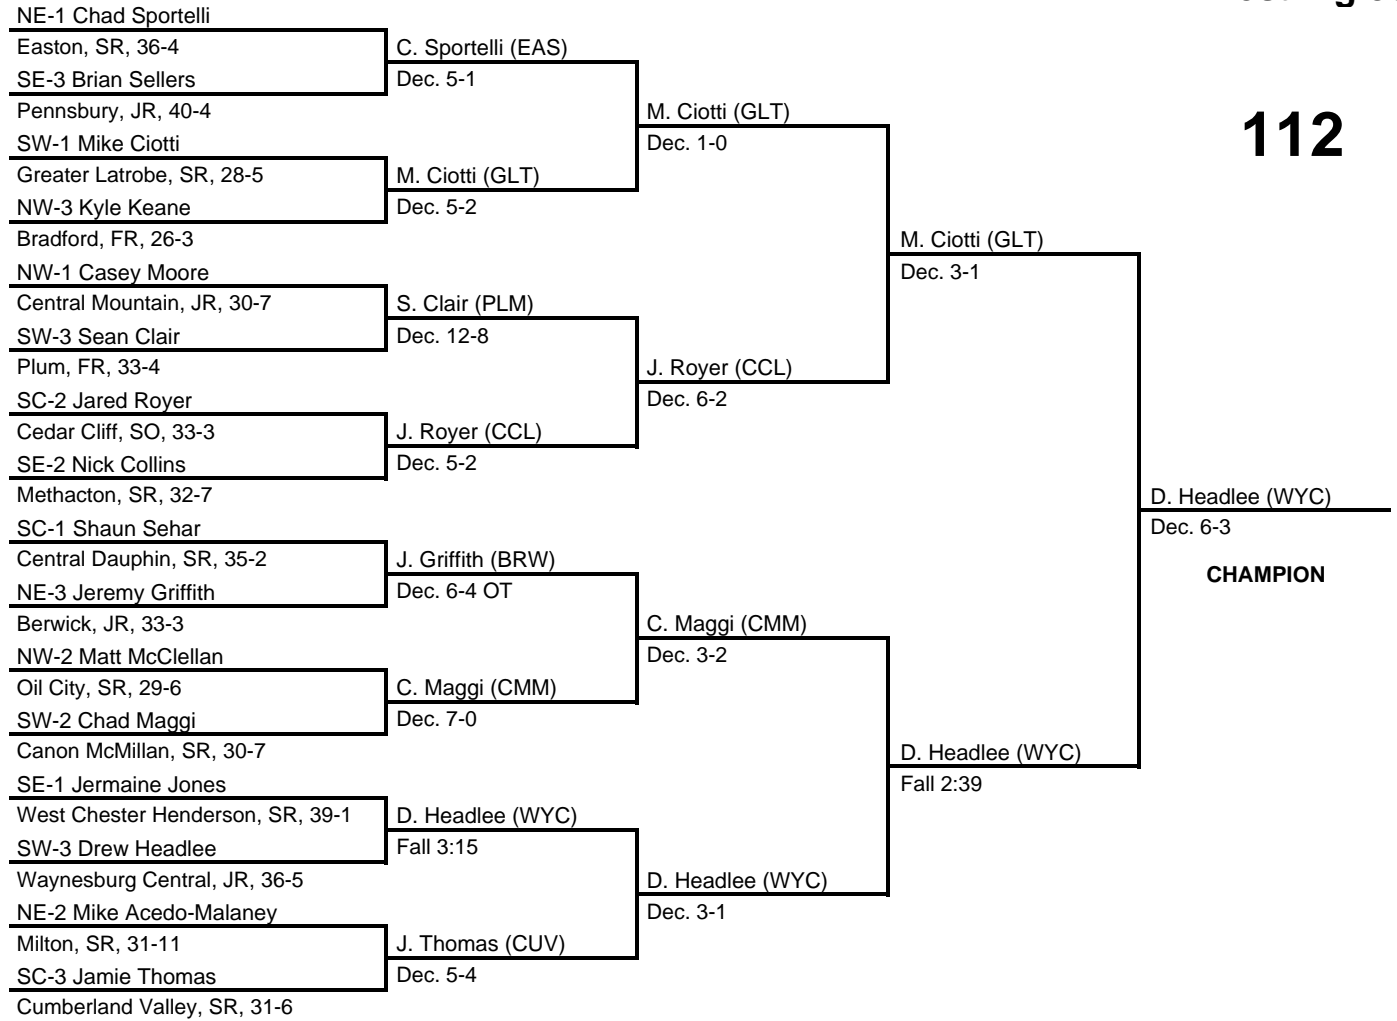 NE-1 Chad Sportelli
Easton, SR, 36-4
SE-3 Brian Sellers
Pennsbury, JR, 40-4
SW-1 Mike Ciotti
Greater Latrobe, SR, 28-5
NW-3 Kyle Keane
Bradford, FR, 26-3
NW-1 Casey Moore
Central Mountain, JR, 30-7
SW-3 Sean Clair
Plum, FR, 33-4
SC-2 Jared Royer
Cedar Cliff, SO, 33-3
SE-2 Nick Collins
Methacton, SR, 32-7
SC-1 Shaun Sehar
Central Dauphin, SR, 35-2
NE-3 Jeremy Griffith
Berwick, JR, 33-3
NW-2 Matt McClellan
Oil City, SR, 29-6
SW-2 Chad Maggi
Canon McMillan, SR, 30-7
SE-1 Jermaine Jones
West Chester Henderson, SR, 39-1
SW-3 Drew Headlee
Waynesburg Central, JR, 36-5
NE-2 Mike Acedo-Malaney
Milton, SR, 31-11
SC-3 Jamie Thomas
Cumberland Valley, SR, 31-6
C. Sportelli (EAS)
Dec. 5-1
M. Ciotti (GLT)
Dec. 5-2
S. Clair (PLM)
Dec. 12-8
J. Royer (CCL)
Dec. 5-2
J. Griffith (BRW)
Dec. 6-4 OT
C. Maggi (CMM)
Dec. 7-0
D. Headlee (WYC)
Fall 3:15
J. Thomas (CUV)
Dec. 5-4
M. Ciotti (GLT)
Dec. 1-0
J. Royer (CCL)
Dec. 6-2
C. Maggi (CMM)
Dec. 3-2
D. Headlee (WYC)
Dec. 3-1
M. Ciotti (GLT)
Dec. 3-1
D. Headlee (WYC)
Fall 2:39
112
D. Headlee (WYC)
Dec. 6-3
CHAMPION